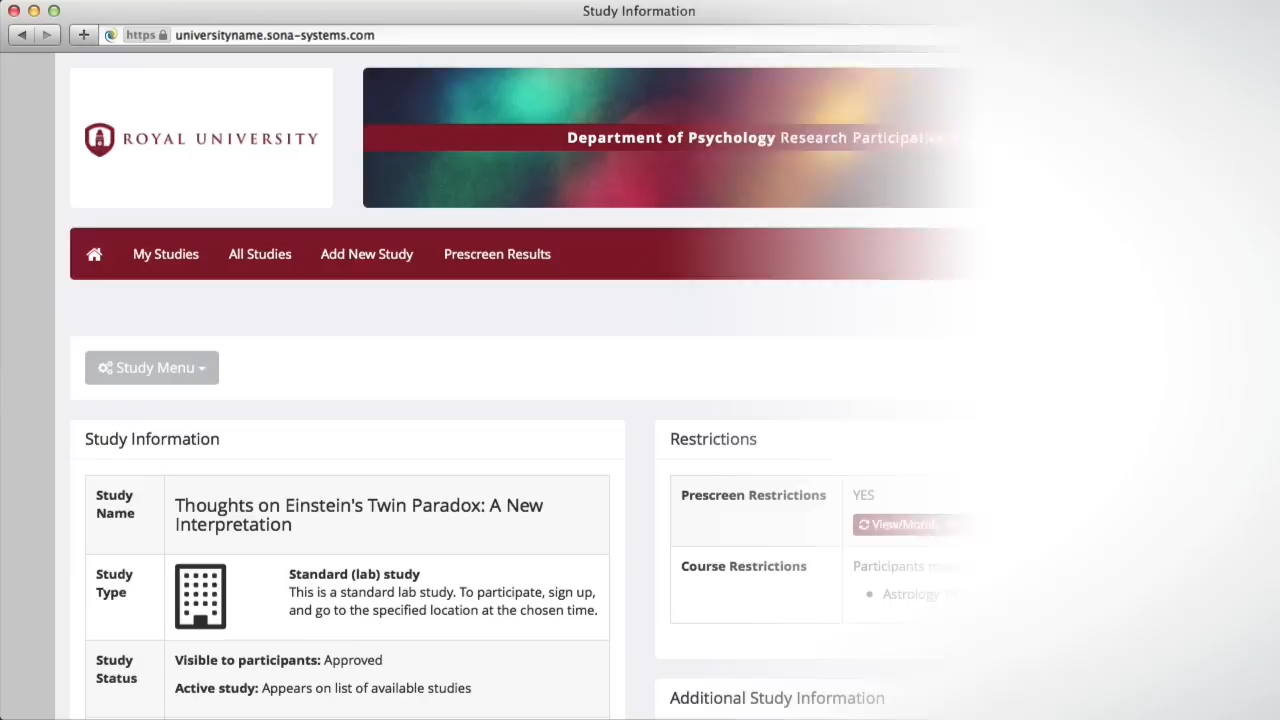 Study Information
https universityname.sona-systems.com
ROYAL UNIVERSITY
Department of Psychology Research
My Studies All Studies Add New Study Prescreen Results
Study Menu
Study Information
Study Name
Thoughts on Einstein's Twin Paradox: A New
Interpretation
Study Type
Standard (lab) study
This is a standard lab study. To participate, sign up,
and go to the specified location at the chosen time.
Study Status
Visible to participants: Approved
Active study: Appears on list of available studies
Restrictions
Prescreen Restrictions
YES
Course Restrictions
Participants
Astrology
Additional Study Information